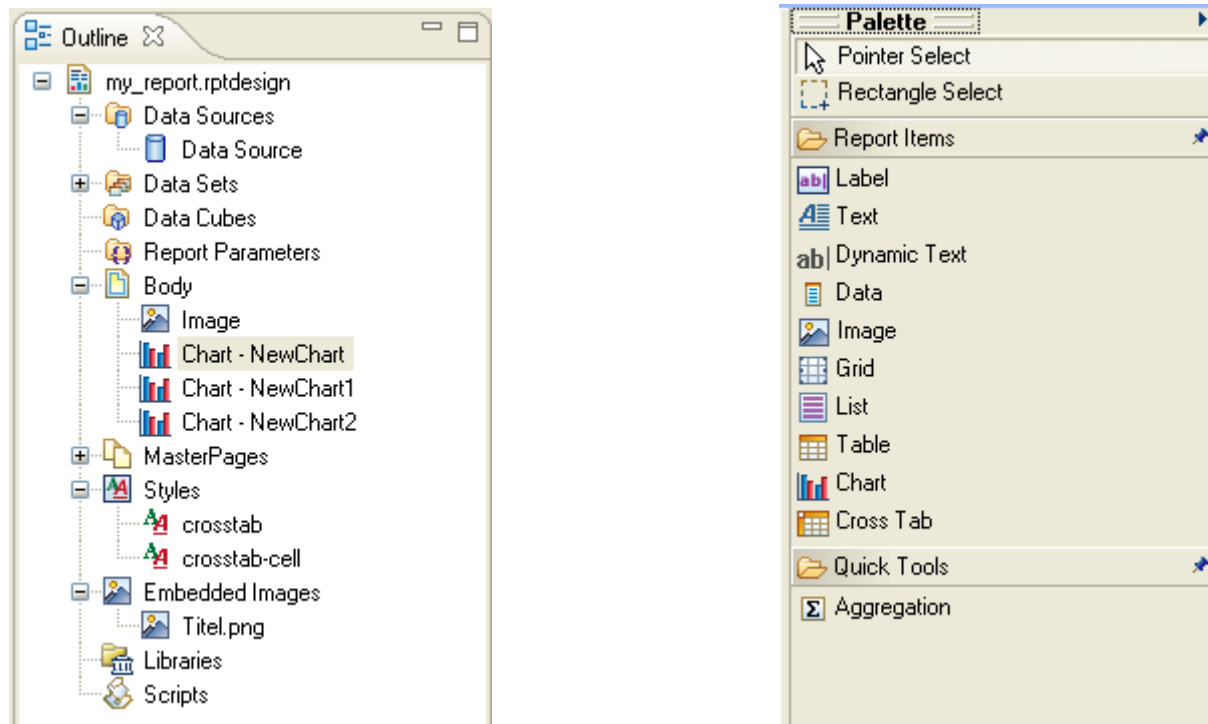 Outline
my_report.rptdesign
Data Sources
Data Source
Data Sets
Data Cubes
Report Parameters
Body
Image
Chart - NewChart
Chart - NewChart1
Chart - NewChart2
MasterPages
Styles
crosstab
crosstab-cell
Embedded Images
Titel.png
Libraries
Scripts
Palette
Pointer Select
Rectangle Select
Report Items
ab| Label
Text
ab| Dynamic Text
Data
Image
Grid
List
Table
Chart
Cross Tab
Quick Tools
Σ Aggregation